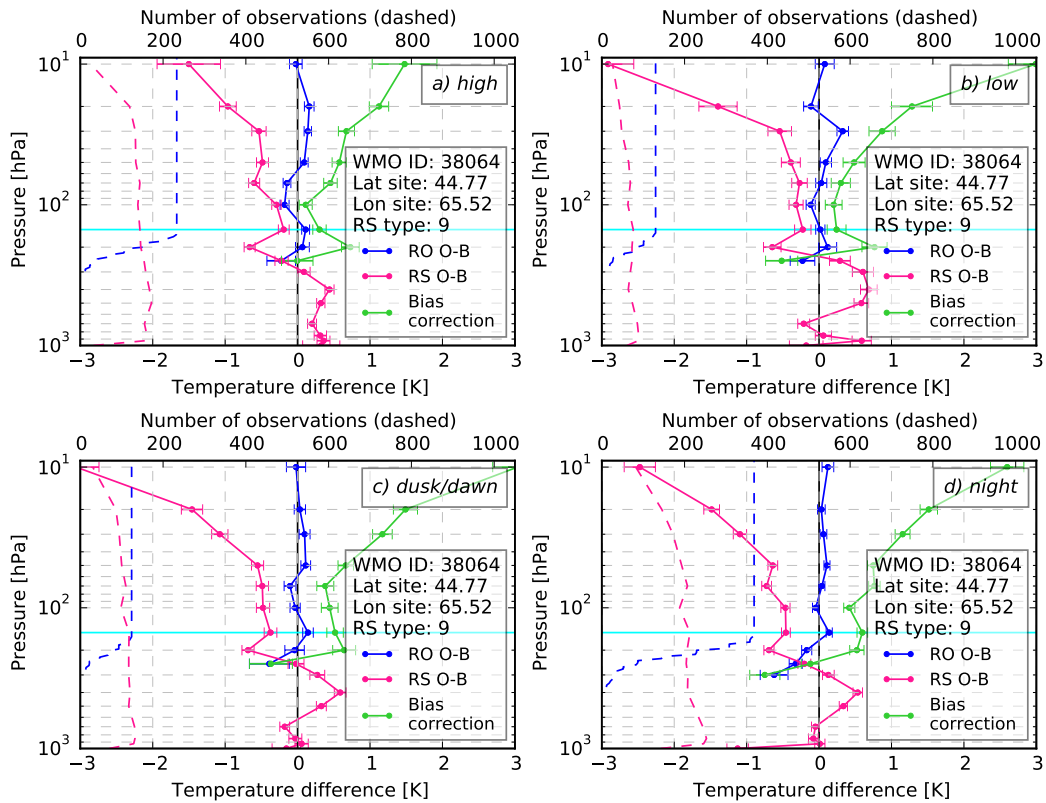 Number of observations (dashed)
0 200 400 600 800 1000
10¹
10²
10³
Pressure [hPa]
a) high
WMO ID: 38064
Lat site: 44.77
Lon site: 65.52
RS type: 9
RO O-B
RS O-B
Bias
correction
−3 −2 −1 0 1 2 3
Temperature difference [K]
Number of observations (dashed)
0 200 400 600 800 1000
10¹
10²
10³
Pressure [hPa]
b) low
WMO ID: 38064
Lat site: 44.77
Lon site: 65.52
RS type: 9
RO O-B
RS O-B
Bias
correction
−3 −2 −1 0 1 2 3
Temperature difference [K]
Number of observations (dashed)
0 200 400 600 800 1000
10¹
10²
10³
Pressure [hPa]
c) dusk/dawn
WMO ID: 38064
Lat site: 44.77
Lon site: 65.52
RS type: 9
RO O-B
RS O-B
Bias
correction
−3 −2 −1 0 1 2 3
Temperature difference [K]
Number of observations (dashed)
0 200 400 600 800 1000
10¹
10²
10³
Pressure [hPa]
d) night
WMO ID: 38064
Lat site: 44.77
Lon site: 65.52
RS type: 9
RO O-B
RS O-B
Bias
correction
−3 −2 −1 0 1 2 3
Temperature difference [K]